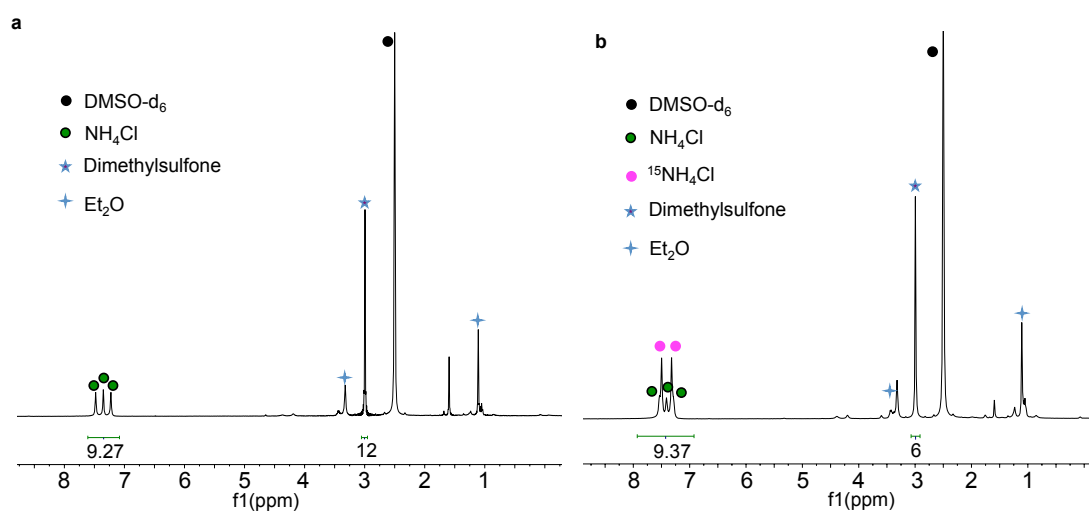 a
DMSO-d₆
NH₄Cl
Dimethylsulfone
Et₂O
9.27
12
8 7 6 5 4 3 2 1
f1(ppm)
b
DMSO-d₆
NH₄Cl
¹⁵NH₄Cl
Dimethylsulfone
Et₂O
9.37
6
8 7 6 5 4 3 2 1
f1(ppm)